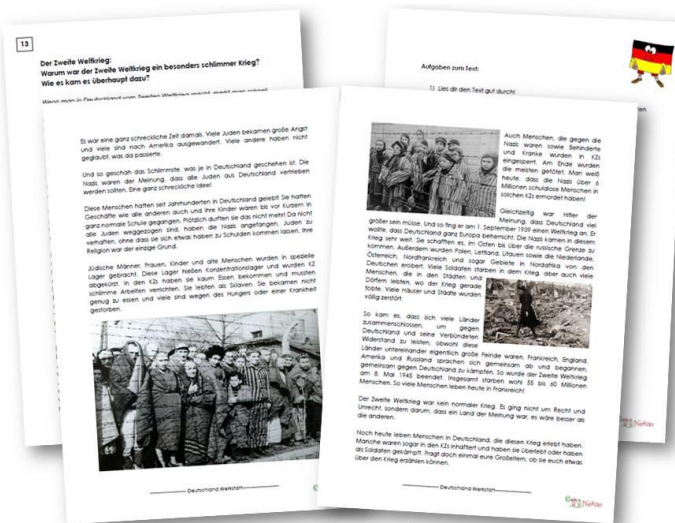 13
Der Zweite Weltkrieg:
Warum war der Zweite Weltkrieg ein besonders schlimmer Krieg?
Wie es kam es überhaupt dazu?
Wenn man in Deutschland vom Zweiten Weltkrieg spricht, merkt man schnell
Aufgaben zum Text:
1) Lies dir den Text gut durch!
Es war eine ganz schreckliche Zeit damals. Viele Juden bekamen große Angst
und viele sind nach Amerika ausgewandert. Viele andere haben nicht
geglaubt, was da passierte.
Und so geschah das Schlimmste, was je in Deutschland geschehen ist. Die
Nazis waren der Meinung, dass alle Juden aus Deutschland vertrieben
werden sollten. Eine ganz schreckliche Idee!
Diese Menschen hatten seit Jahrhunderten in Deutschland gelebt! Sie hatten
Geschäfte wie alle anderen auch und ihre Kinder waren bis vor Kurzem in
ganz normale Schule gegangen. Plötzlich durften sie das nicht mehr! Da nicht
alle Juden weggezogen sind, haben die Nazis angefangen, Juden zu
verhaften, ohne dass sie sich etwas haben zu Schulden kommen lassen. Ihre
Religion war der einzige Grund.
Jüdische Männer, Frauen, Kinder und alte Menschen wurden in spezielle
Lager gebracht. Diese Lager hießen Konzentrationslager und wurden KZ
abgekürzt. In den KZs haben sie kaum Essen bekommen und mussten
schlimme Arbeiten verrichten. Sie lebten als Sklaven. Sie bekamen nicht
genug zu essen und viele sind wegen des Hungers oder einer Krankheit
gestorben.
Deutschland Werkstatt
Auch Menschen, die gegen die
Nazis waren sowie Behinderte
und Kranke wurden in KZs
eingesperrt. Am Ende wurden
die meisten getötet. Man weiß
heute, dass die Nazis über 6
Millionen schuldlose Menschen in
solchen KZs ermordet haben!
Gleichzeitig war Hitler der
Meinung, dass Deutschland viel
größer sein müsse. Und so fing er am 1. September 1939 einen Weltkrieg an. Er
wollte, dass Deutschland ganz Europa beherrscht. Die Nazis kamen in diesem
Krieg sehr weit. Sie schafften es, im Osten bis über die russische Grenze zu
kommen. Außerdem wurden Polen, Lettland, Litauen sowie die Niederlande,
Österreich, Nordfrankreich und sogar Gebiete in Nordafrika von den
Deutschen erobert. Viele Soldaten starben in dem Krieg, aber auch viele
Menschen, die in den Städten und
Dörfern lebten, wo der Krieg gerade
tobte. Viele Häuser und Städte wurden
völlig zerstört.
So kam es, dass sich viele Länder
zusammenschlossen, um gegen
Deutschland und seine Verbündeten
Widerstand zu leisten, obwohl diese
Länder untereinander eigentlich große Feinde waren. Frankreich, England,
Amerika und Russland sprachen sich gemeinsam ab und begannen,
gemeinsam gegen Deutschland zu kämpfen. So wurde der Zweite Weltkrieg
am 8. Mai 1945 beendet. Insgesamt starben wohl 55 bis 60 Millionen
Menschen. So viele Menschen leben heute in Frankreich!
Der Zweite Weltkrieg war kein normaler Krieg. Es ging nicht um Recht und
Unrecht, sondern darum, dass ein Land der Meinung war, es wäre besser als
die anderen.
Noch heute leben Menschen in Deutschland, die diesen Krieg erlebt haben.
Manche waren sogar in den KZs inhaftiert und haben sie überlebt oder haben
als Soldaten gekämpft. Fragt doch einmal eure Großeltern, ob sie euch etwas
über den Krieg erzählen können.
Deutschland Werkstatt